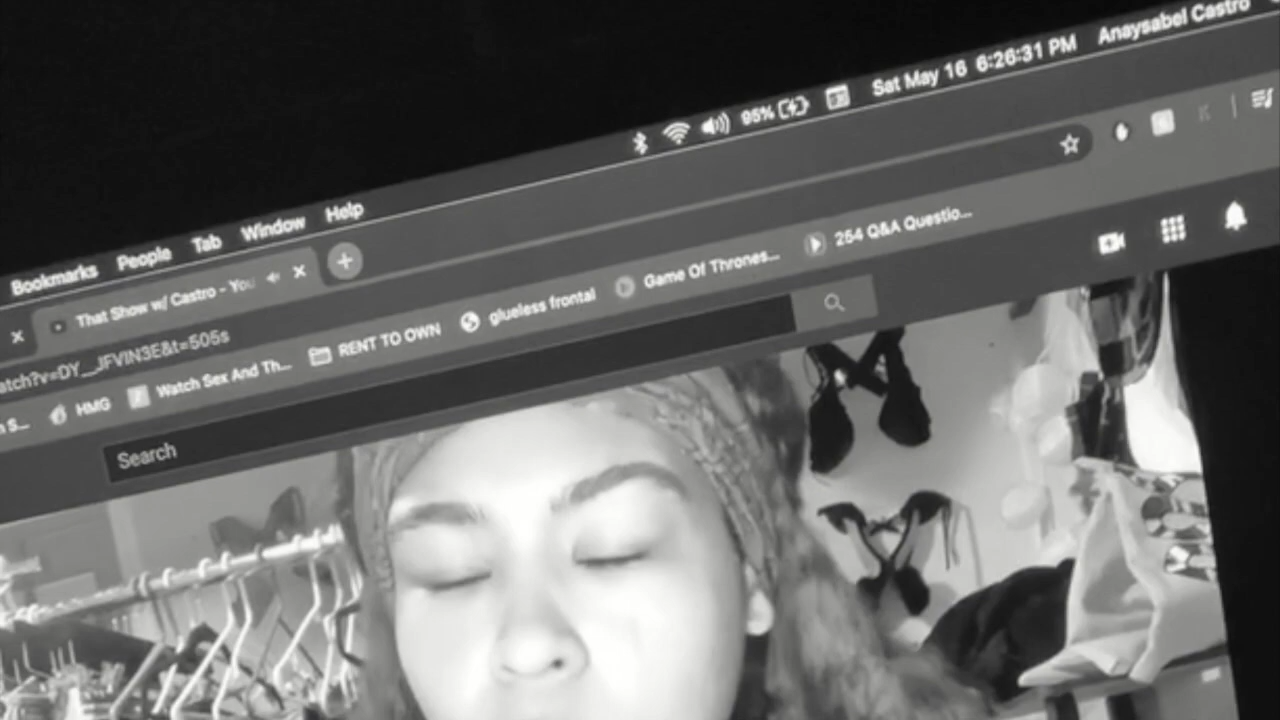 95% Sat May 16 6:26:31 PM Anaysabel Castro
Bookmarks People Tab Window Help
That Show w/ Castro - You
atch?v=DY__JFVIN3E&t=505s
n S... HMG Watch Sex And Th... RENT TO OWN glueless frontal Game Of Thrones... 254 Q&A Questio...
Search